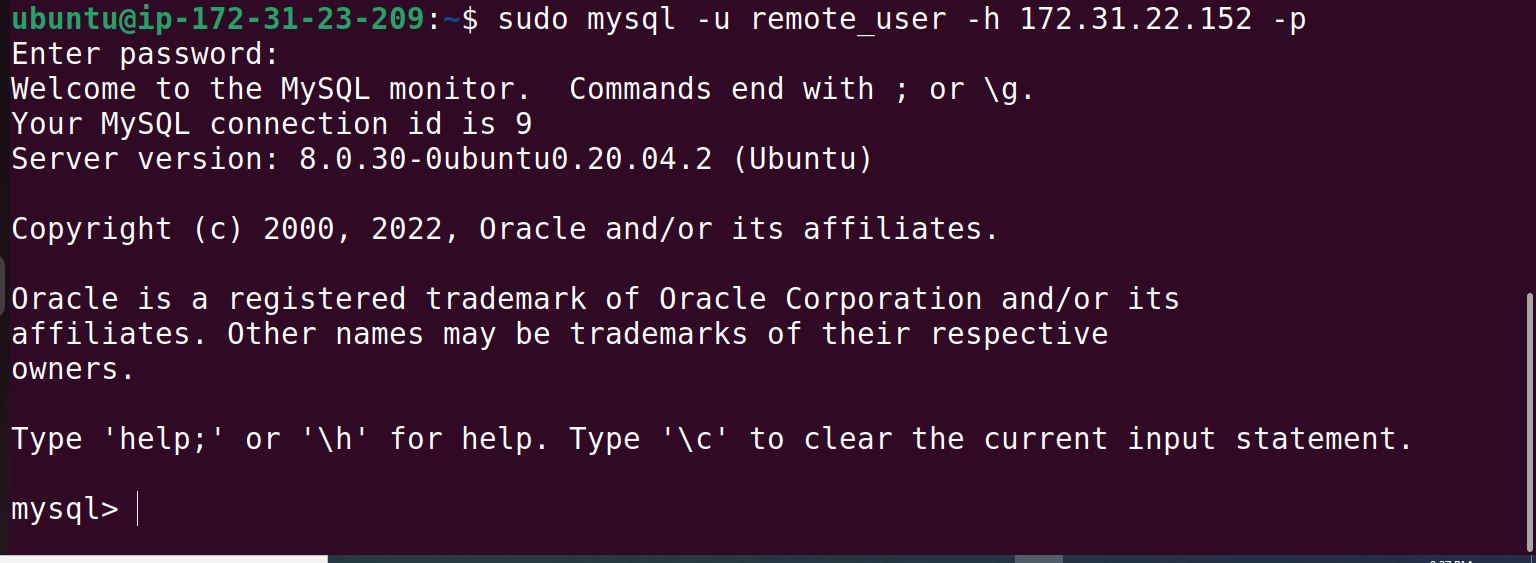 ubuntu@ip-172-31-23-209:~$ sudo mysql -u remote_user -h 172.31.22.152 -p
Enter password:
Welcome to the MySQL monitor.  Commands end with ; or \g.
Your MySQL connection id is 9
Server version: 8.0.30-0ubuntu0.20.04.2 (Ubuntu)
Copyright (c) 2000, 2022, Oracle and/or its affiliates.
Oracle is a registered trademark of Oracle Corporation and/or its
affiliates. Other names may be trademarks of their respective
owners.
Type 'help;' or '\h' for help. Type '\c' to clear the current input statement.
mysql>